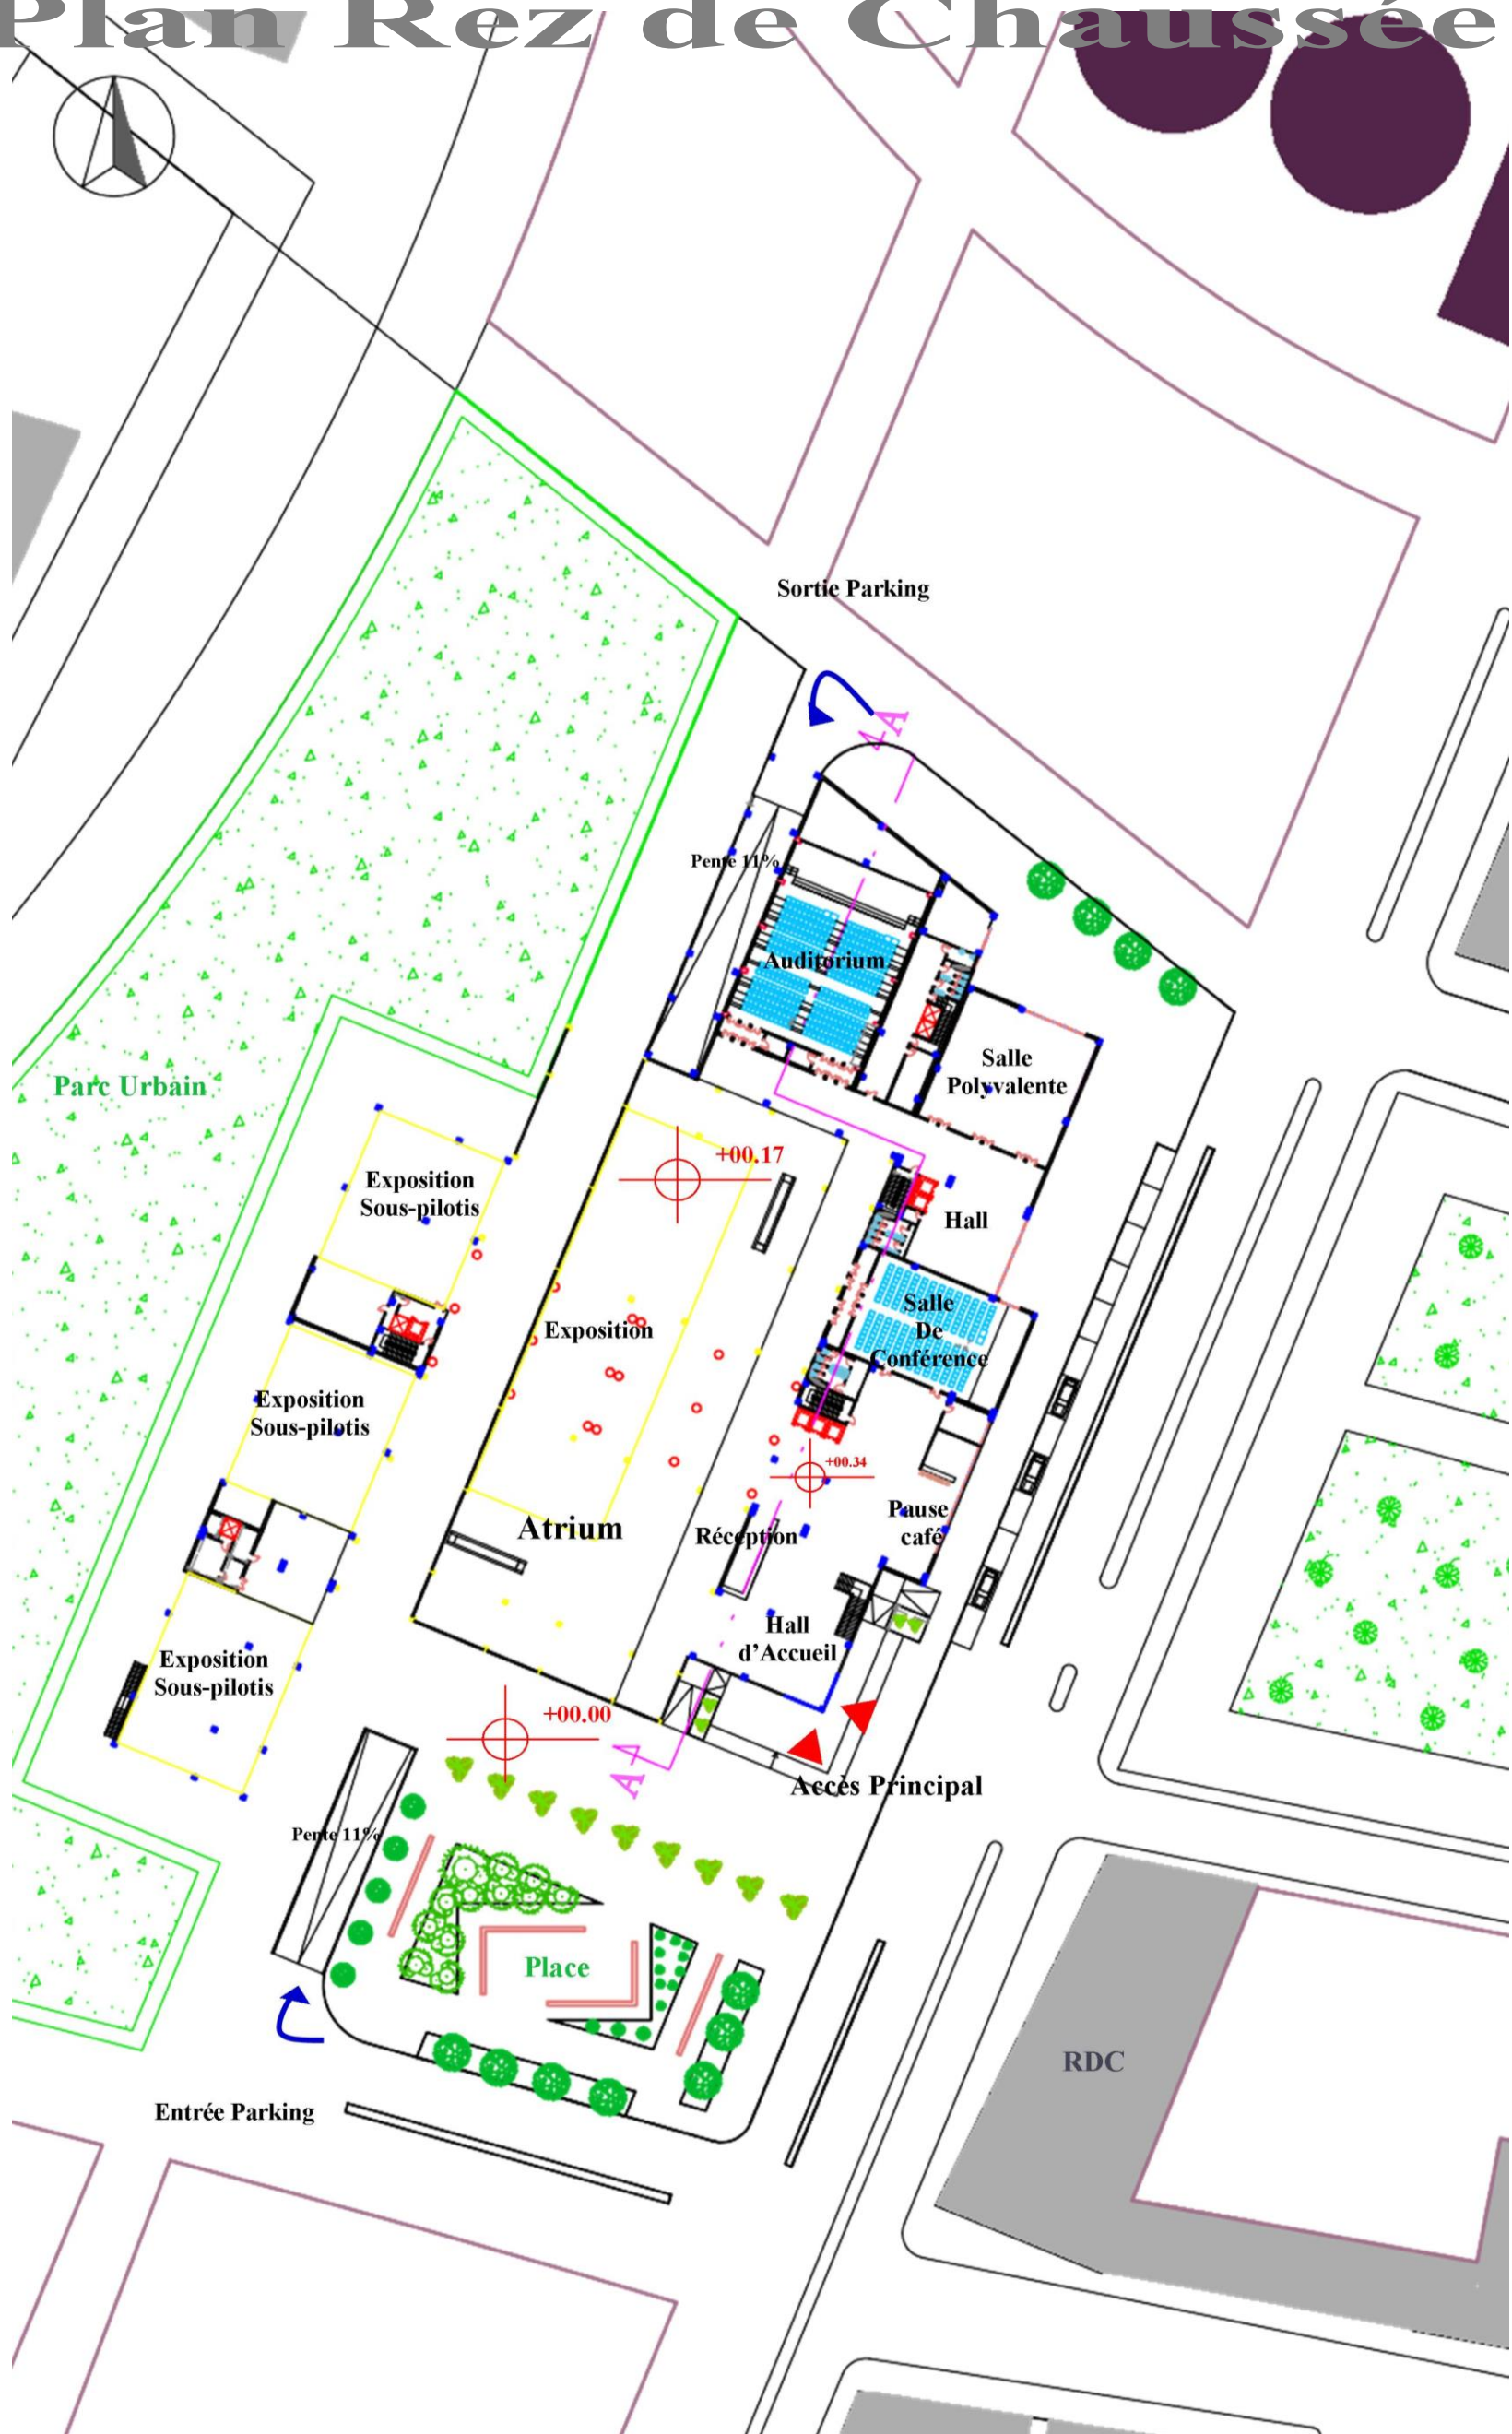 Plan Rez de Chaussée
Sortie Parking
A
Pente 11%
Auditorium
Salle
Polyvalente
Parc Urbain
+00.17
Exposition
Sous-pilotis
Hall
Salle
De
Conférence
Exposition
Exposition
Sous-pilotis
+00.34
Pause
café
Atrium
Réception
Hall
d'Accueil
Exposition
Sous-pilotis
+00.00
A
Accès Principal
Pente 11%
Place
RDC
Entrée Parking